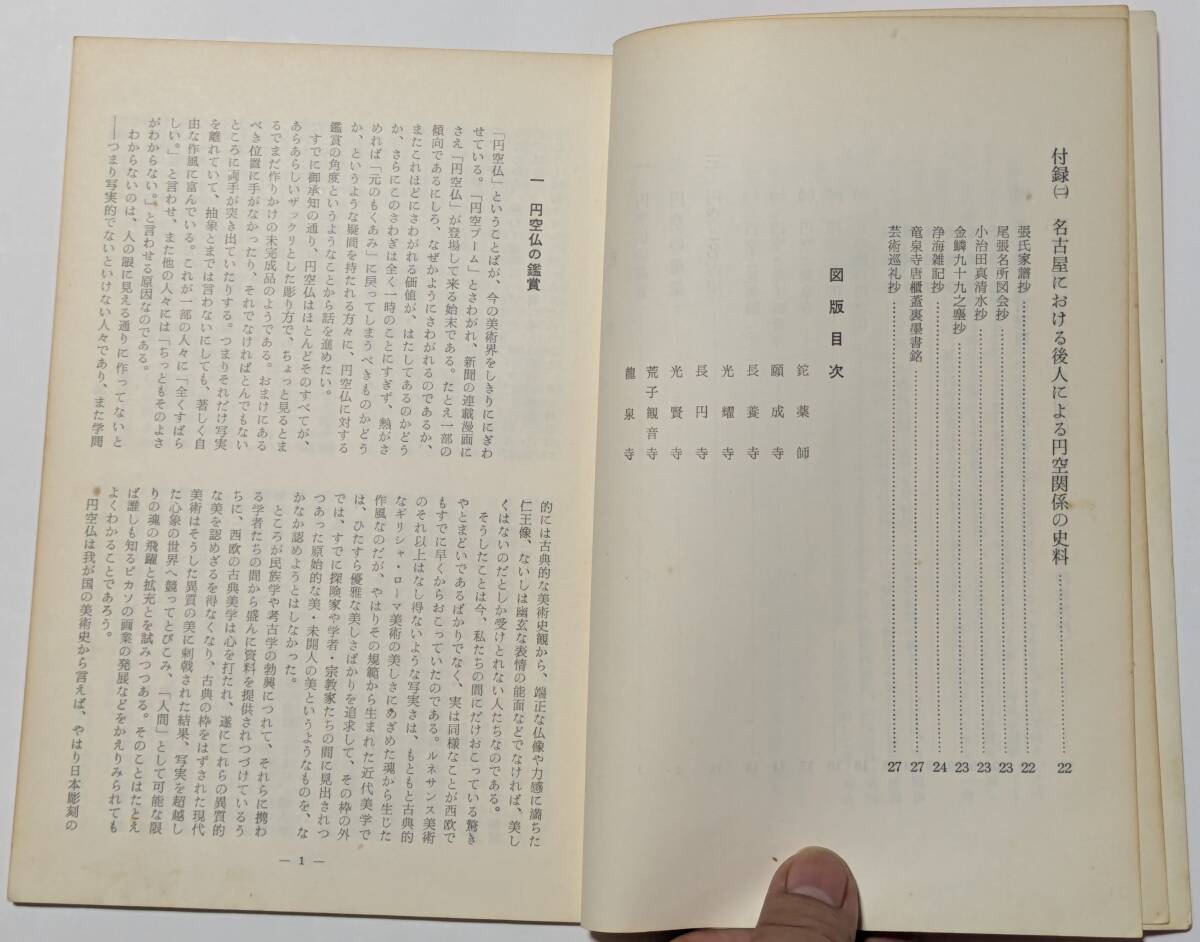 付録㈡ 名古屋における後人による円空関係の史料……………………22
張氏家譜抄……………………22
尾張名所図会抄……………………23
小治田真清水抄……………………23
金鱗九十九之塵抄……………………23
浄海雑記抄……………………24
竜泉寺唐櫃蓋裏墨書銘……………………27
芸術巡礼抄……………………27
図版目次
鉈薬師
願成寺
長養寺
光耀寺
長円寺
光賢寺
荒子観音寺
龍泉寺
一 円空仏の鑑賞
「円空仏」ということばが、今の美術界をしきりににぎわ
せている。「円空ブーム」とさわがれ、新聞の連載漫画に
さえ「円空仏」が登場して来る始末である。たとえ一部の
傾向であるにしろ、なぜかようにさわがれるのであるか、
またこれほどにさわがれる価値が、はたしてあるのかどう
か、さらにこのさわぎは全く一時のことにすぎず、熱がさ
めれば「元のもくあみ」に戻ってしまうべきものかどう
か、というような疑問を持たれる方々に、円空仏に対する
鑑賞の角度というようなことから話を進めたい。
すでに御承知の通り、円空仏はほとんどそのすべてが、
あらあらしいザックリとした彫り方で、ちょっと見るとま
るでまだ作りかけの未完成品のようである。おまけにある
べき位置に手がなかったり、それでなければとんでもない
ところに両手が突き出ていたりする。つまりそれだけ写実
を離れていて、抽象とまでは言わないにしても、著しく自
由な作風に富んでいる。これが一部の人々に「全くすばら
しい。」と言わせ、また他の人々には「ちっともそのよさ
がわからない。」と言わせる原因なのである。
わからないのは、人の眼に見える通りに作ってないと
――つまり写実的でないといけない人々であり、また学問
的には古典的な美術史観から、端正な仏像や力感に満ちた
仁王像、ないしは幽玄な表情の能面などでなければ、美し
くはないのだとしか受けとれない人たちなのである。
そうしたことは今、私たちの間にだけおこっている驚き
やとまどいであるばかりでなく、実は同様なことが西欧で
もすでに早くからおこっていたのである。ルネサンス美術
のそれ以上はなし得ないような写実さは、もともと古典的
なギリシャ・ローマ美術の美しさにめざめた魂から生じた
作風なのだが、やはりその規範から生まれた近代美学で
は、ひたすら優雅な美しさばかりを追求して、その枠の外
では、すでに探険家や学者・宗教家たちの間に見出されつ
つあった原始的な美・未開人の美というようなものを、な
かなか認めようとはしなかった。
ところが民族学や考古学の勃興につれて、それらに携わ
る学者たちの間から盛んに資料を提供されつづけているう
ちに、西欧の古典美学は心を打たれ、遂にこれらの異質的
な美を認めざるを得なくなり、古典の枠をはずされた現代
美術はそうした異質の美に刺戟された結果、写実を超越し
た心象の世界へ競ってとびこみ、「人間」として可能な限
りの魂の飛躍と拡充とを試みつつある。そのことはたとえ
ば誰しも知るピカソの画業の発展などをかえりみられても
よくわかることであろう。
円空仏は我が国の美術史から言えば、やはり日本彫刻の
— 1 —